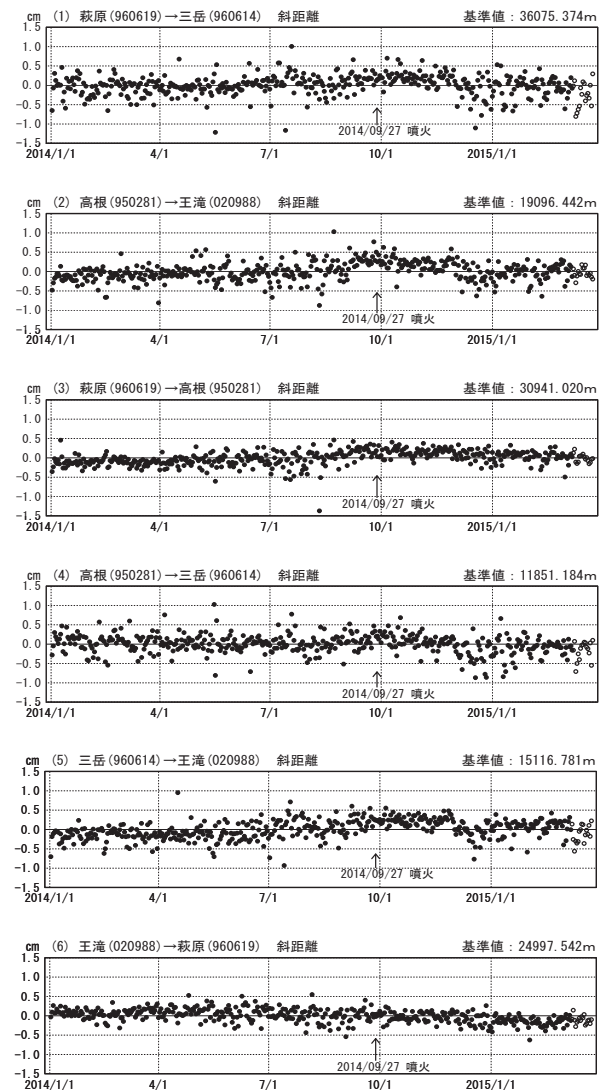 cm (1) 萩原(960619)→三岳(960614) 斜距離 基準値：36075.374m
1.5
1.0
0.5
0.0
-0.5
-1.0
-1.5
2014/09/27 噴火
2014/1/1 4/1 7/1 10/1 2015/1/1
cm (2) 高根(950281)→王滝(020988) 斜距離 基準値：19096.442m
1.5
1.0
0.5
0.0
-0.5
-1.0
-1.5
2014/09/27 噴火
2014/1/1 4/1 7/1 10/1 2015/1/1
cm (3) 萩原(960619)→高根(950281) 斜距離 基準値：30941.020m
1.5
1.0
0.5
0.0
-0.5
-1.0
-1.5
2014/09/27 噴火
2014/1/1 4/1 7/1 10/1 2015/1/1
cm (4) 高根(950281)→三岳(960614) 斜距離 基準値：11851.184m
1.5
1.0
0.5
0.0
-0.5
-1.0
-1.5
2014/09/27 噴火
2014/1/1 4/1 7/1 10/1 2015/1/1
cm (5) 三岳(960614)→王滝(020988) 斜距離 基準値：15116.781m
1.5
1.0
0.5
0.0
-0.5
-1.0
-1.5
2014/09/27 噴火
2014/1/1 4/1 7/1 10/1 2015/1/1
cm (6) 王滝(020988)→萩原(960619) 斜距離 基準値：24997.542m
1.5
1.0
0.5
0.0
-0.5
-1.0
-1.5
2014/09/27 噴火
2014/1/1 4/1 7/1 10/1 2015/1/1